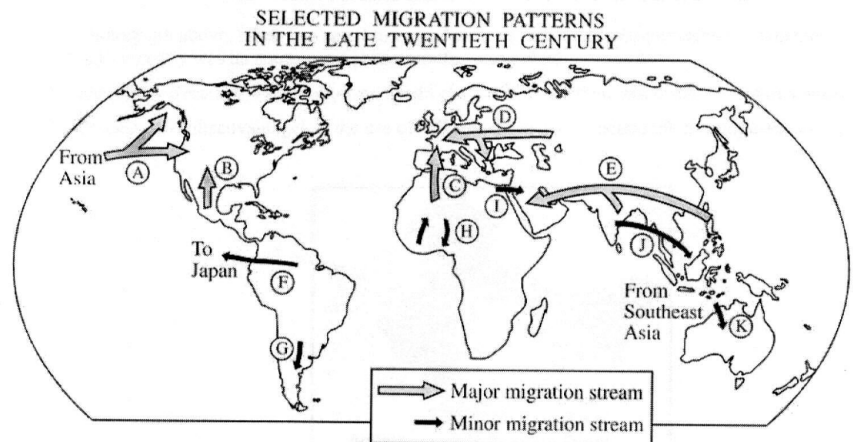 SELECTED MIGRATION PATTERNS
IN THE LATE TWENTIETH CENTURY
D
From
Asia
A
B
E
C
I
H
J
To
Japan
F
From
Southeast
Asia
K
G
Major migration stream
Minor migration stream